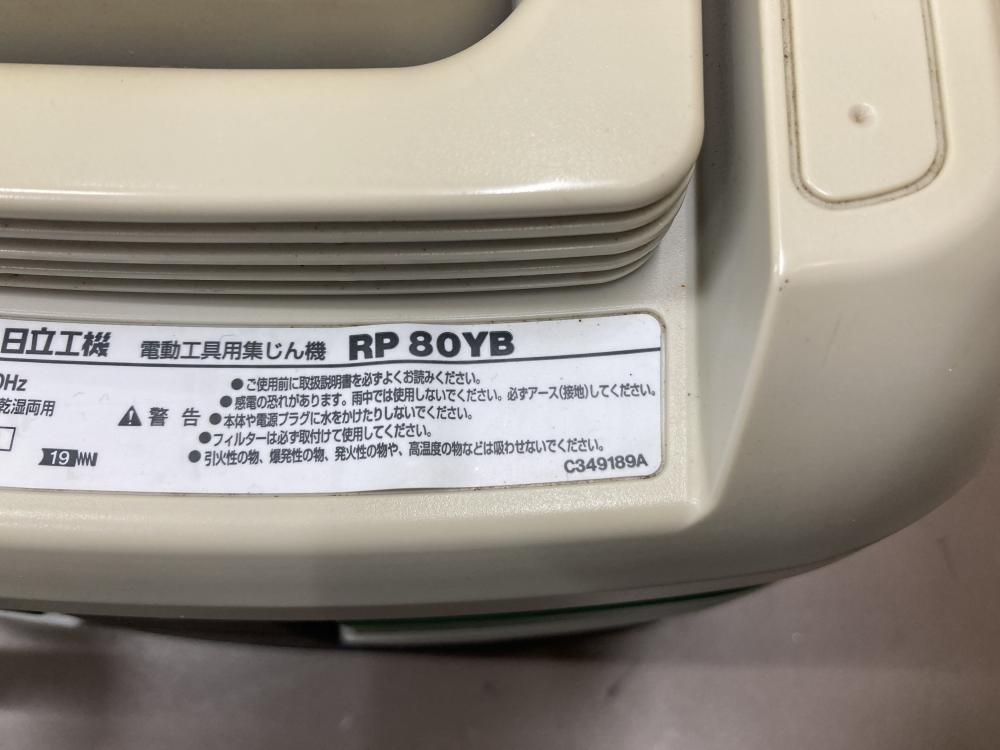 日立工機 電動工具用集じん機 RP 80YB
0Hz
乾湿両用
19
警告
●ご使用前に取扱説明書を必ずよくお読みください。
●感電の恐れがあります。雨中では使用しないでください。必ずアース(接地)してください。
●本体や電源プラグに水をかけたりしないでください。
●フィルターは必ず取付けて使用してください。
●引火性の物、爆発性の物、発火性の物や、高温度の物などは吸わせないでください。
C349189A